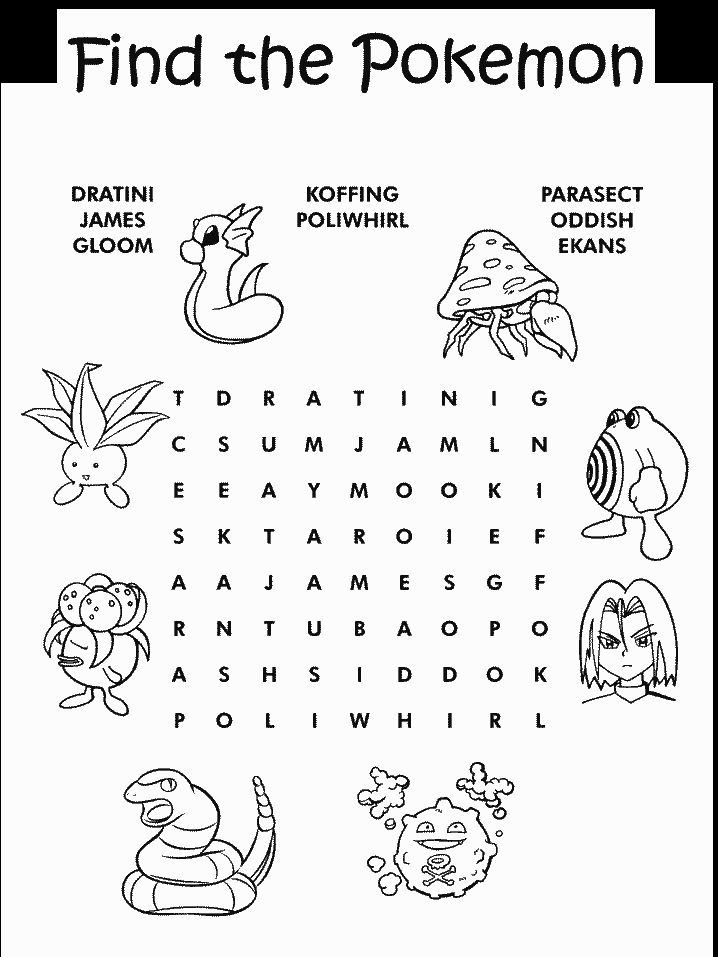 Find the Pokemon
DRATINI KOFFING PARASECT
JAMES POLIWHIRL ODDISH
GLOOM EKANS
T D R A T I N I G
C S U M J A M L N
E E A Y M O O K I
S K T A R O I E F
A A J A M E S G F
R N T U B A O P O
A S H S I D D O K
P O L I W H I R L